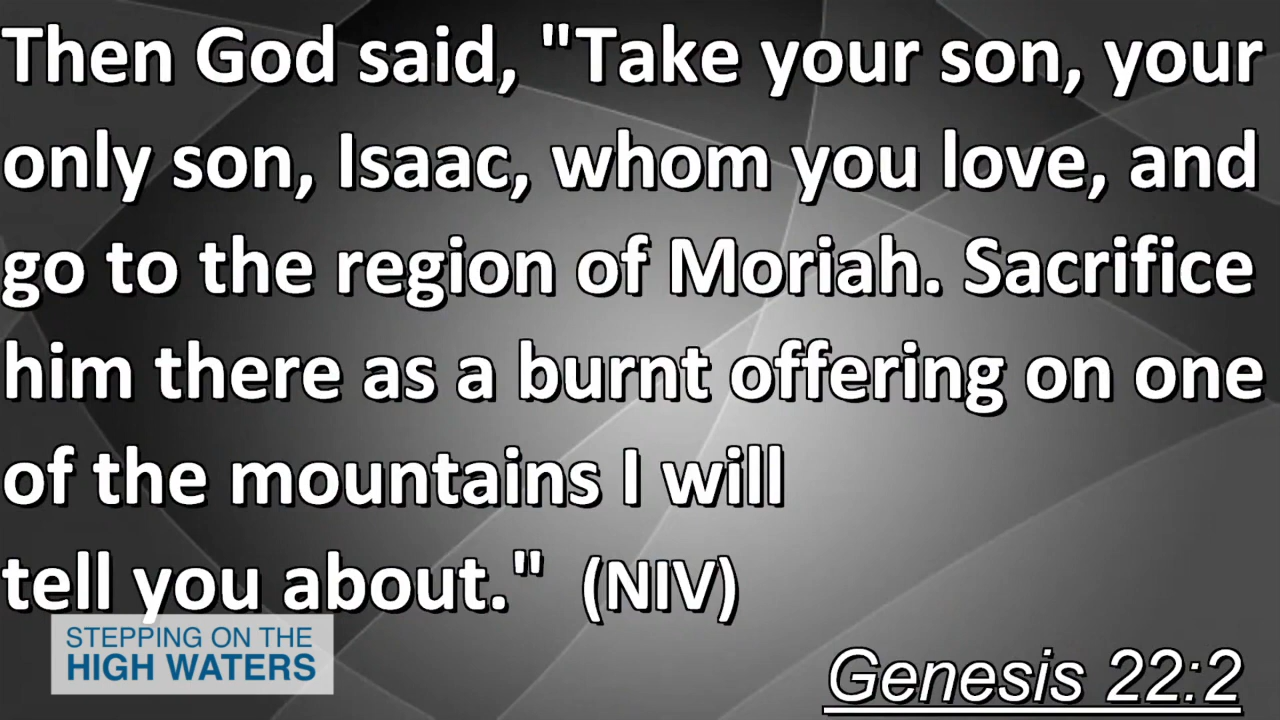 Then God said, "Take your son, your
only son, Isaac, whom you love, and
go to the region of Moriah. Sacrifice
him there as a burnt offering on one
of the mountains I will
tell you about."  (NIV)
STEPPING ON THE
HIGH WATERS
Genesis 22:2